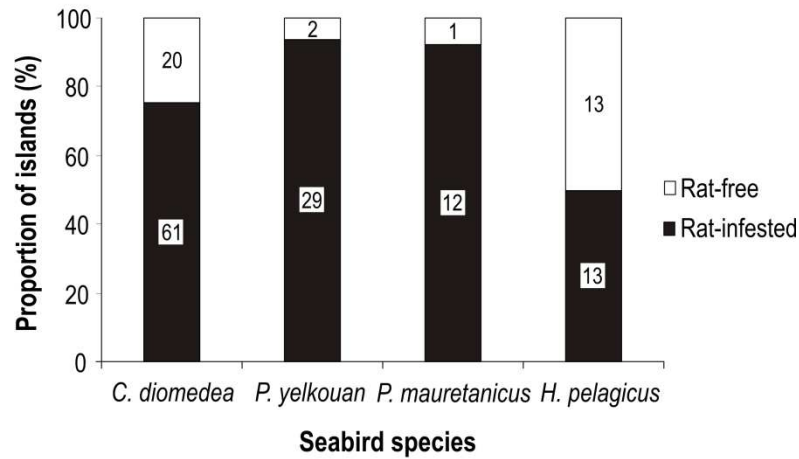 100
80
60
40
20
0
Proportion of islands (%)
20
2
1
13
61
29
12
13
Rat-free
Rat-infested
C. diomedea P. yelkouan P. mauretanicus H. pelagicus
Seabird species